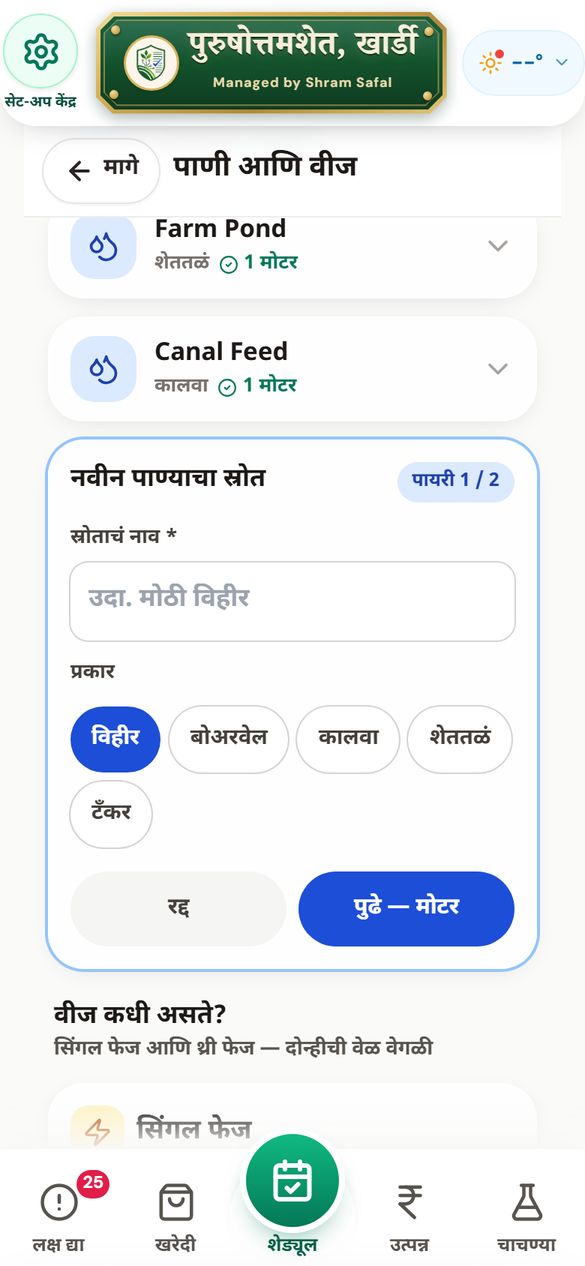 पुरुषोत्तमशेत, खार्डी
Managed by Shram Safal
--°
सेट-अप केंद्र
मागे
पाणी आणि वीज
Farm Pond
शेततळं 1 मोटर
Canal Feed
कालवा 1 मोटर
नवीन पाण्याचा स्रोत
पायरी 1 / 2
स्रोताचं नाव *
उदा. मोठी विहीर
प्रकार
विहीर
बोअरवेल
कालवा
शेततळं
टँकर
रद्द
पुढे — मोटर
वीज कधी असते?
सिंगल फेज आणि थ्री फेज — दोन्हीची वेळ वेगळी
सिंगल फेज
25
लक्ष द्या
खरेदी
शेड्यूल
उत्पन्न
चाचण्या